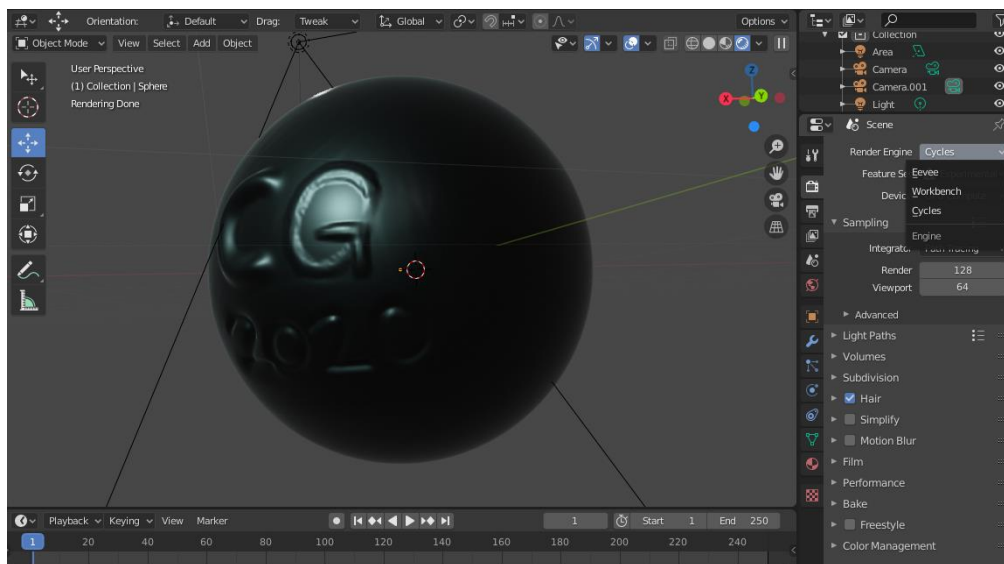 Orientation: Default Drag: Tweak Global Options
Object Mode View Select Add Object
User Perspective
(1) Collection | Sphere
Rendering Done
Z
X
Y
CG
2023
Collection
Area
Camera
Camera.001
Light
Scene
Render Engine Cycles
Eevee
Workbench
Cycles
Engine
Sampling
Integrator
Render 128
Viewport 64
Advanced
Light Paths
Volumes
Subdivision
Hair
Simplify
Motion Blur
Film
Performance
Bake
Freestyle
Color Management
Playback Keying View Marker 1 Start 1 End 250
1 20 40 60 80 100 120 140 160 180 200 220 240